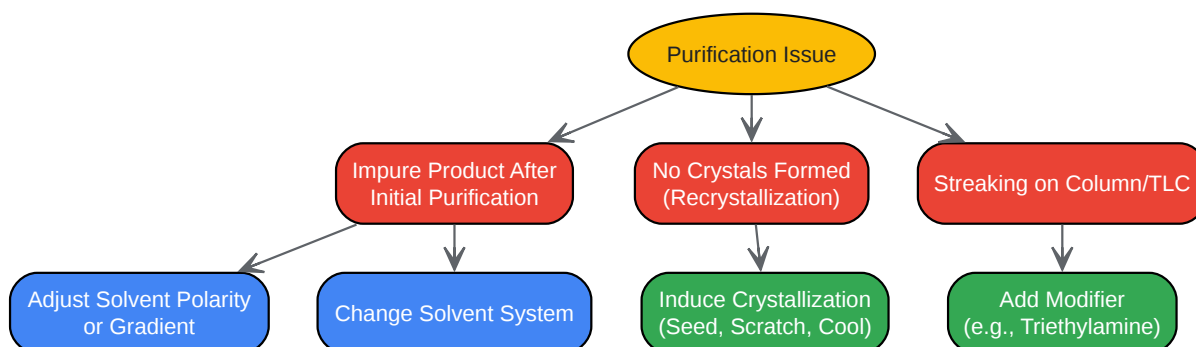 Purification Issue
Impure Product After
Initial Purification
No Crystals Formed
(Recrystallization)
Streaking on Column/TLC
Adjust Solvent Polarity
or Gradient
Change Solvent System
Induce Crystallization
(Seed, Scratch, Cool)
Add Modifier
(e.g., Triethylamine)